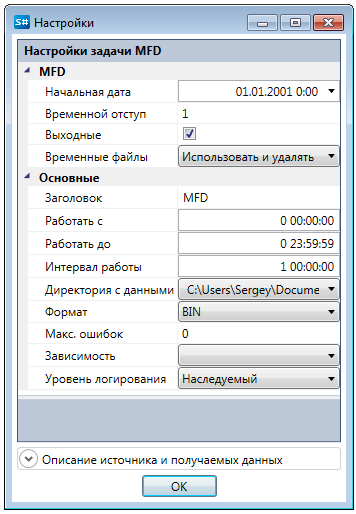 S# Настройки
Настройки задачи MFD
MFD
Начальная дата 01.01.2001 0:00
Временной отступ 1
Выходные
Временные файлы Использовать и удалять
Основные
Заголовок MFD
Работать с 0 00:00:00
Работать до 0 23:59:59
Интервал работы 1 00:00:00
Директория с данными C:\Users\Sergey\Docume
Формат BIN
Макс. ошибок 0
Зависимость
Уровень логирования Наследуемый
Описание источника и получаемых данных
OK